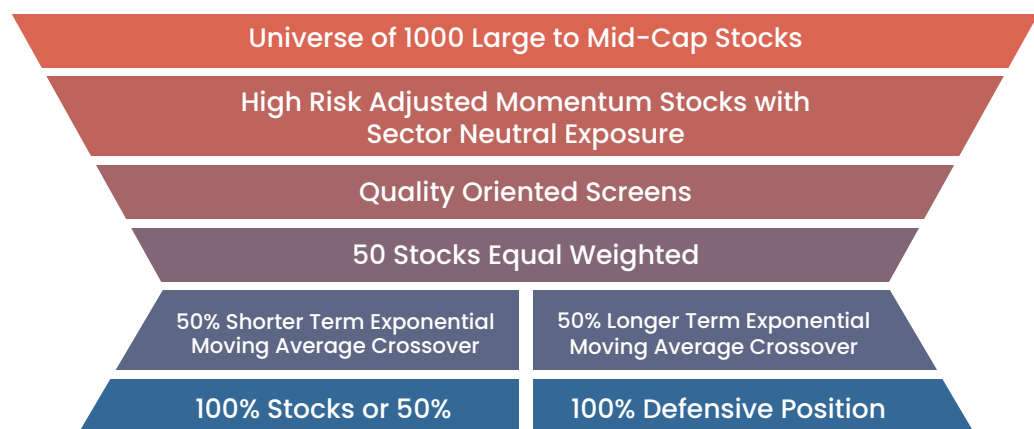 Universe of 1000 Large to Mid-Cap Stocks
High Risk Adjusted Momentum Stocks with
Sector Neutral Exposure
Quality Oriented Screens
50 Stocks Equal Weighted
50% Shorter Term Exponential
Moving Average Crossover
50% Longer Term Exponential
Moving Average Crossover
100% Stocks or 50%
100% Defensive Position